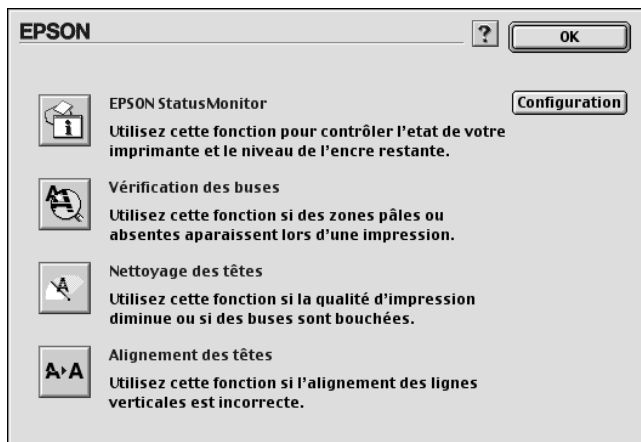 EPSON
?
OK
EPSON StatusMonitor
Configuration
Utilisez cette fonction pour contrôler l'etat de votre
imprimante et le niveau de l'encre restante.
Vérification des buses
Utilisez cette fonction si des zones pâles ou
absentes aparaissent lors d'une impression.
Nettoyage des têtes
Utilisez cette fonction si la qualité d'impression
diminue ou si des buses sont bouchées.
A▸A
Alignement des têtes
Utilisez cette fonction si l'alignement des lignes
verticales est incorrecte.